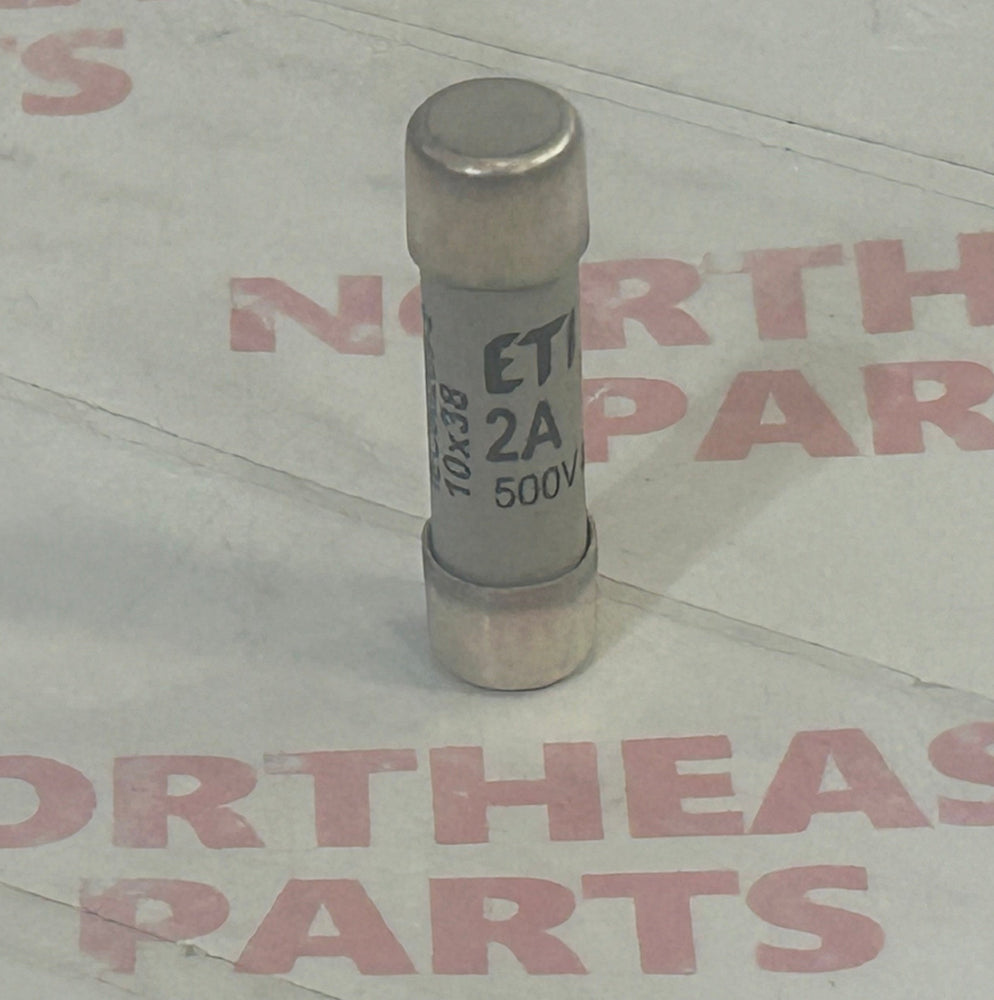 S
NORTH
PAR
ETI
2A
500V
10x38
ORTHEAS
PARTS